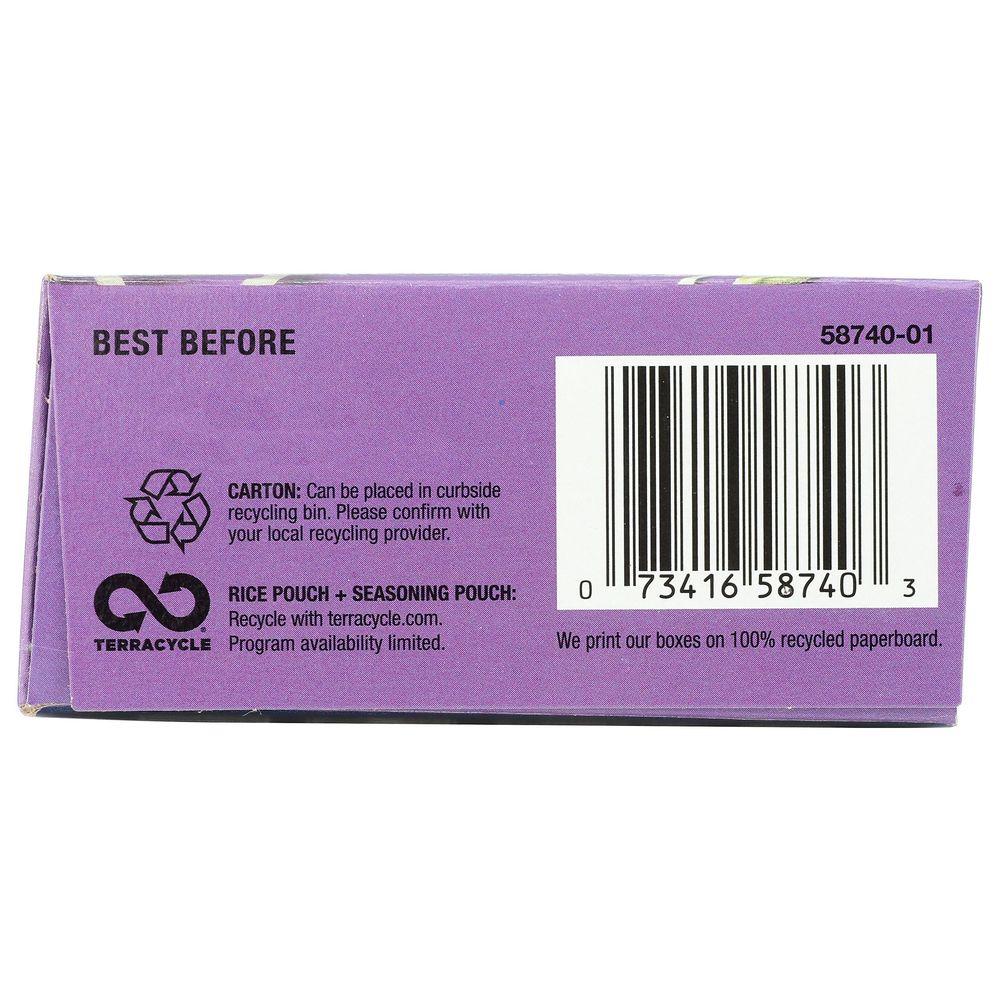 BEST BEFORE
58740-01
CARTON: Can be placed in curbside
recycling bin. Please confirm with
your local recycling provider.
TERRACYCLE®
RICE POUCH + SEASONING POUCH:
Recycle with terracycle.com.
Program availability limited.
0 73416 58740 3
We print our boxes on 100% recycled paperboard.